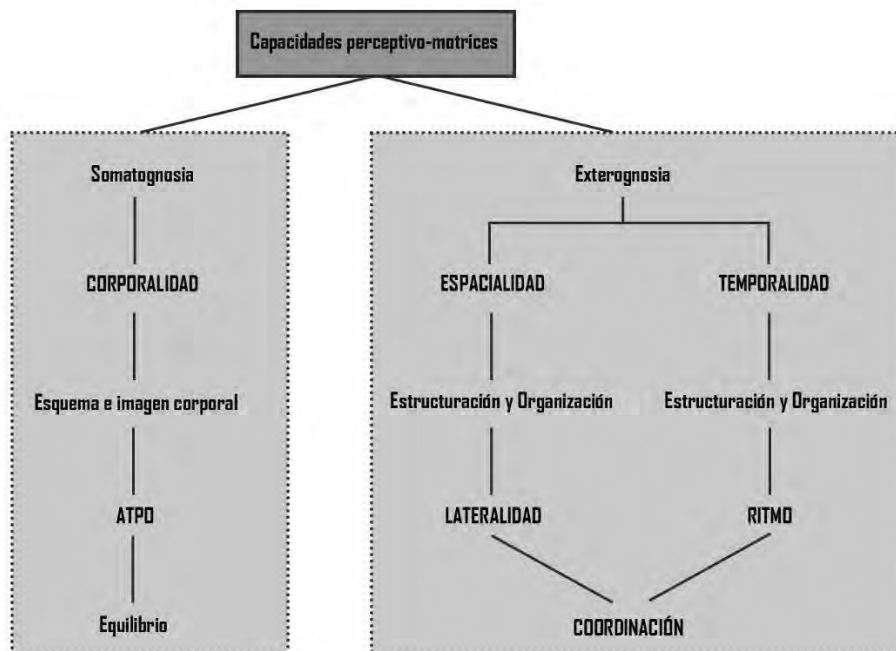 Capacidades perceptivo-motrices
Somatognosia
CORPORALIDAD
Esquema e imagen corporal
ATPO
Equilibrio
Exterognosia
ESPACIALIDAD
TEMPORALIDAD
Estructuración y Organización
Estructuración y Organización
LATERALIDAD
RITMO
COORDINACIÓN